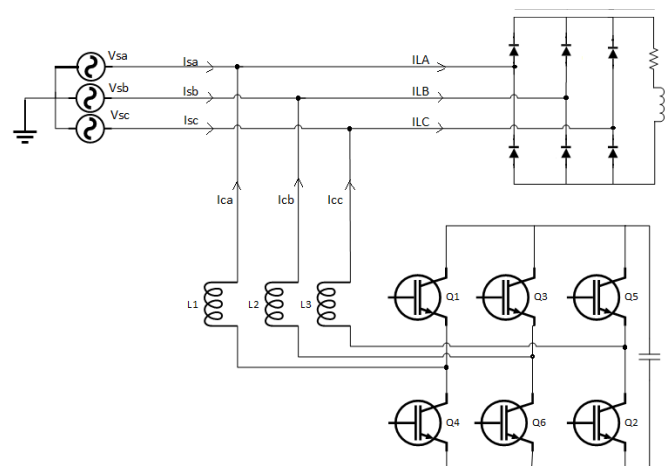 Vsa
Isa
ILA
Vsb
Isb
ILB
Vsc
Isc
ILC
Ica
Icb
Icc
L1
L2
L3
Q1
Q3
Q5
Q4
Q6
Q2